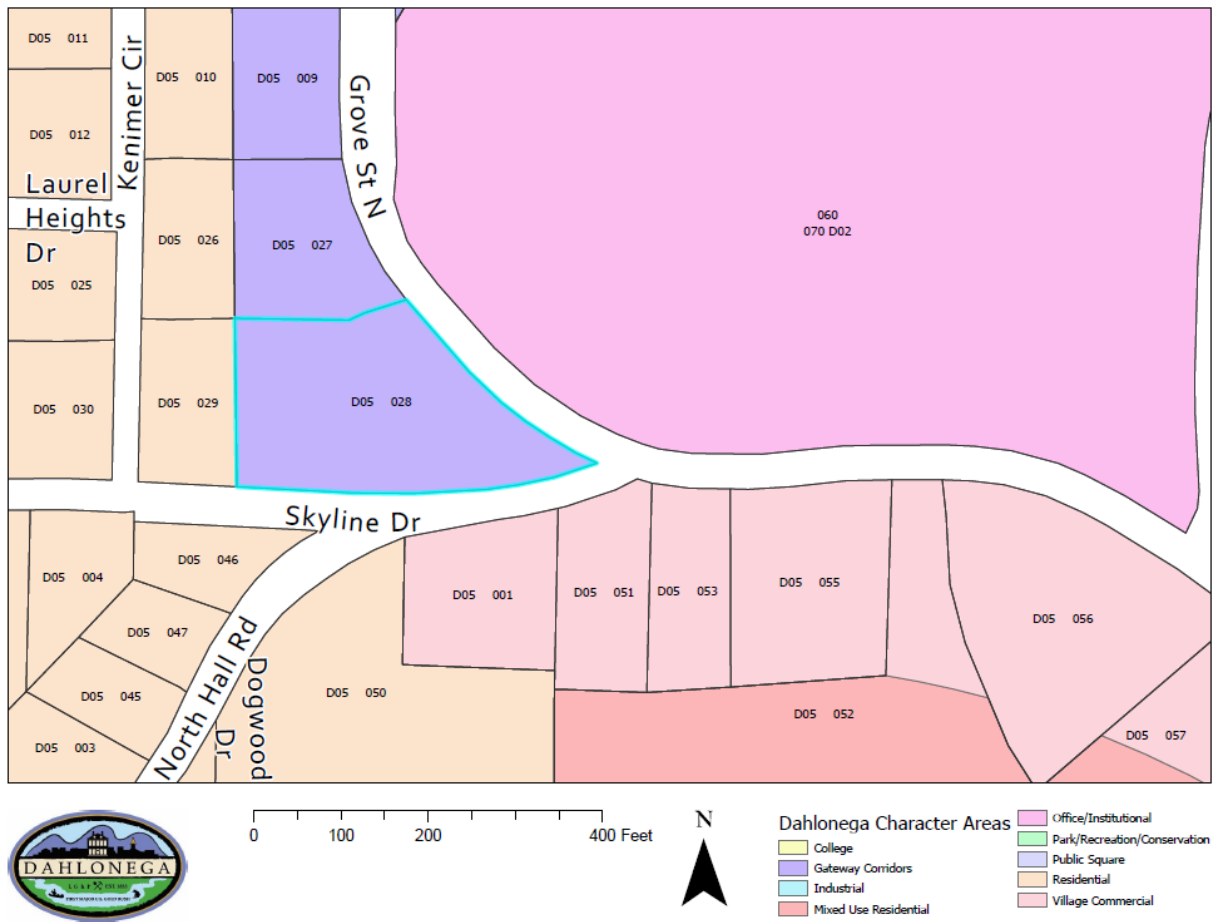 D05 011
D05 010
D05 009
D05 012
Kenimer Cir
Grove St N
Laurel
Heights
Dr
D05 026
D05 027
060
070 D02
D05 025
D05 030
D05 029
D05 028
Skyline Dr
D05 004
D05 046
D05 047
D05 045
D05 003
North Hall Rd
Dogwood
Dr
D05 050
D05 001
D05 051
D05 053
D05 055
D05 056
D05 052
D05 057
DAHLONEGA
0 100 200 400 Feet
N
Dahlonega Character Areas
College
Gateway Corridors
Industrial
Mixed Use Residential
Office/Institutional
Park/Recreation/Conservation
Public Square
Residential
Village Commercial